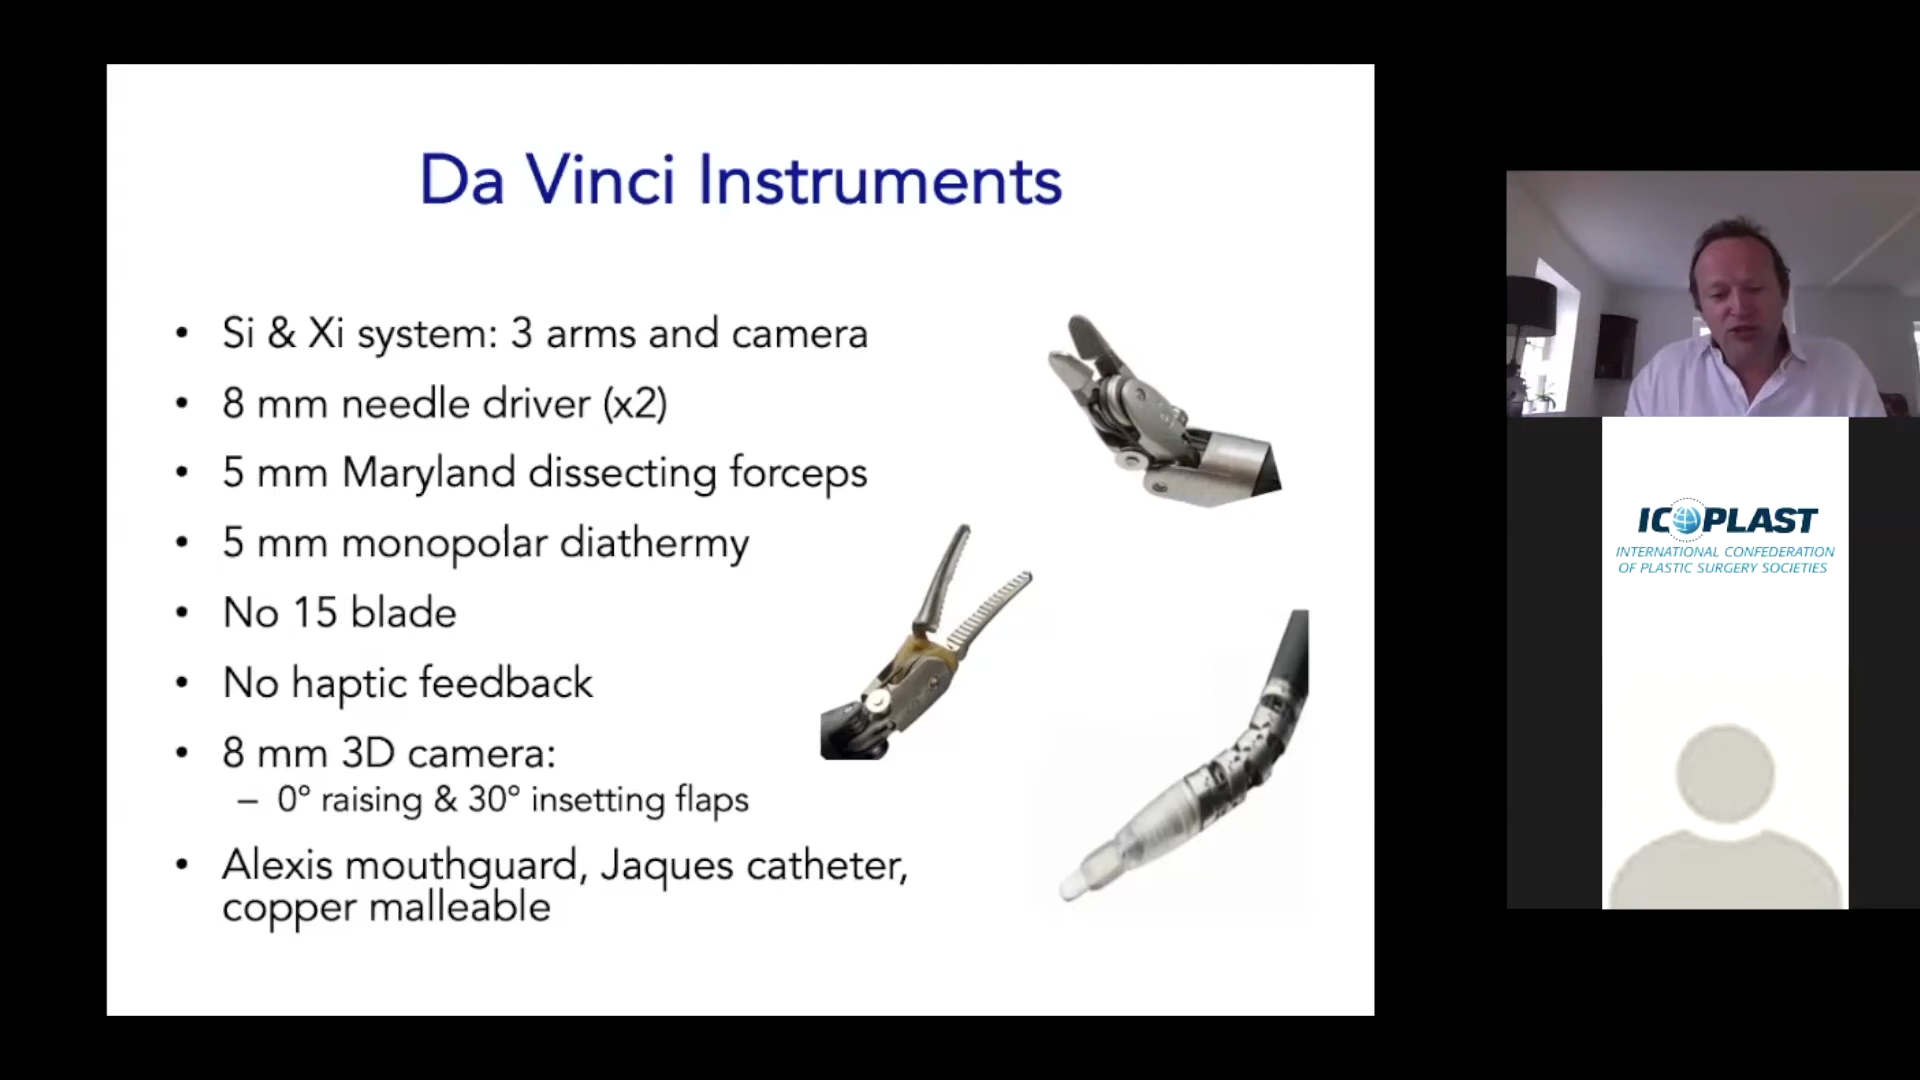 Da Vinci Instruments
• Si & Xi system: 3 arms and camera
• 8 mm needle driver (x2)
• 5 mm Maryland dissecting forceps
• 5 mm monopolar diathermy
• No 15 blade
• No haptic feedback
• 8 mm 3D camera:
– 0° raising & 30° insetting flaps
• Alexis mouthguard, Jaques catheter,
copper malleable
ICOPLAST
INTERNATIONAL CONFEDERATION
OF PLASTIC SURGERY SOCIETIES